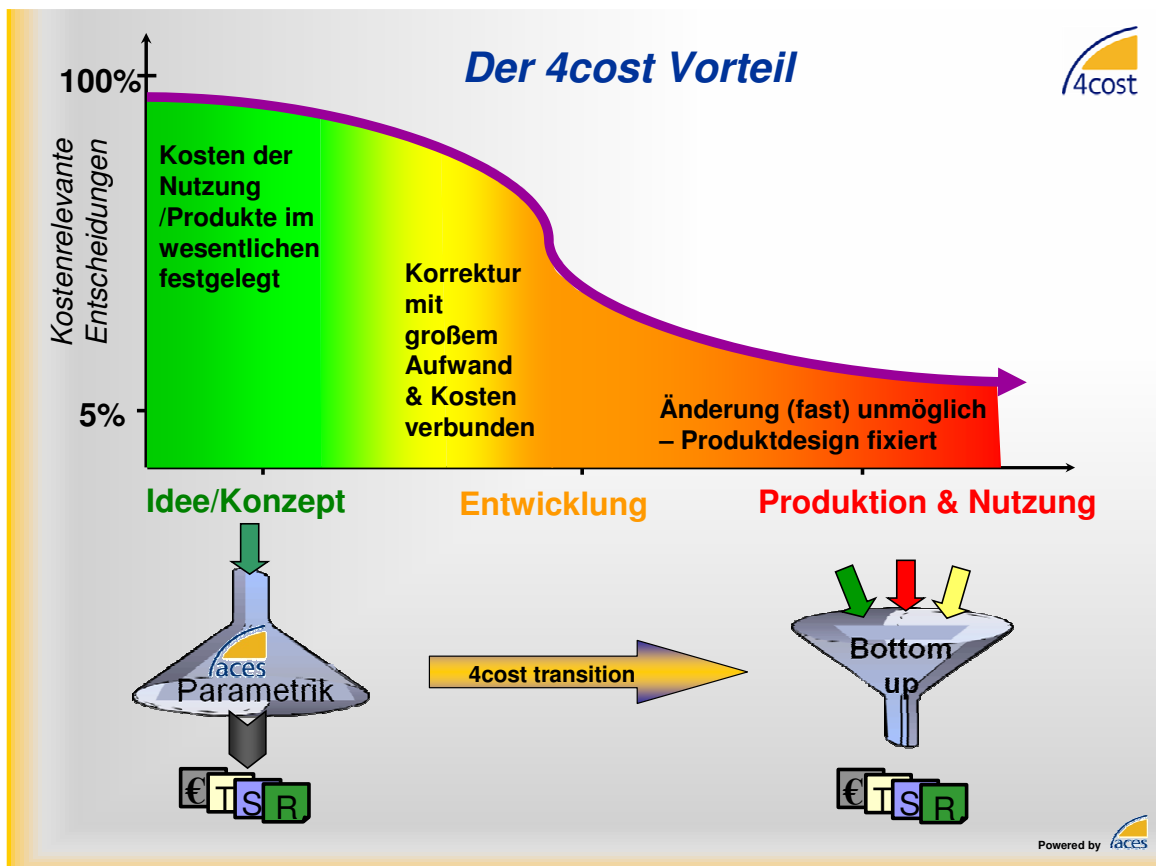 Der 4cost Vorteil
4cost
100%
5%
Kostenrelevante
Entscheidungen
Kosten der
Nutzung
/Produkte im
wesentlichen
festgelegt
Korrektur
mit
großem
Aufwand
& Kosten
verbunden
Änderung (fast) unmöglich
– Produktdesign fixiert
Idee/Konzept
Entwicklung
Produktion & Nutzung
aces
Parametrik
4cost transition
Bottom
up
€ T S R
€ T S R
Powered by aces